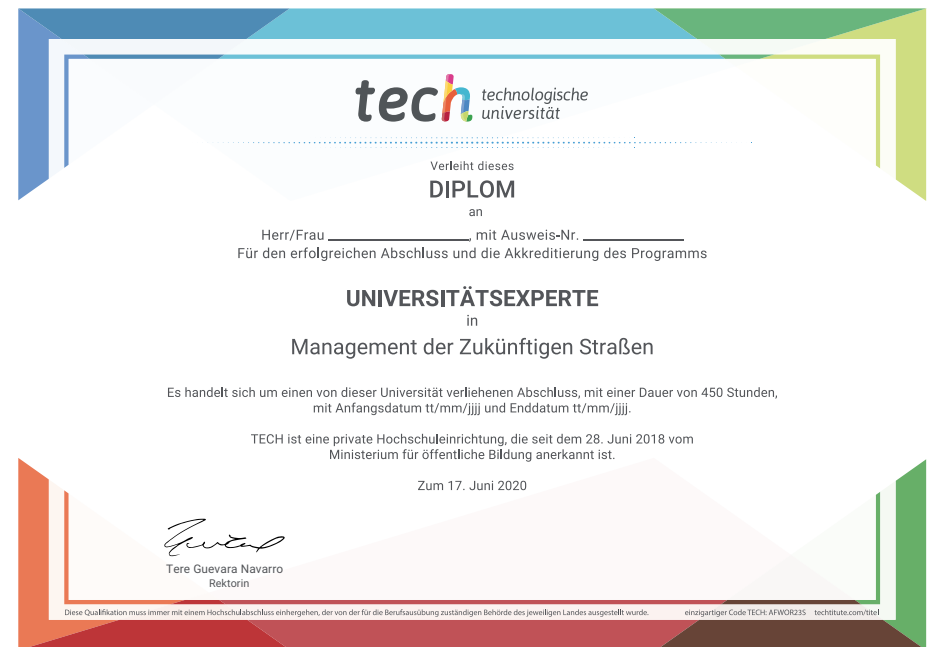 tech technologische
universität
Verleiht dieses
DIPLOM
an
Herr/Frau ____________________, mit Ausweis-Nr. ______________
Für den erfolgreichen Abschluss und die Akkreditierung des Programms
UNIVERSITÄTSEXPERTE
in
Management der Zukünftigen Straßen
Es handelt sich um einen von dieser Universität verliehenen Abschluss, mit einer Dauer von 450 Stunden,
mit Anfangsdatum tt/mm/jjjj und Enddatum tt/mm/jjjj.
TECH ist eine private Hochschuleinrichtung, die seit dem 28. Juni 2018 vom
Ministerium für öffentliche Bildung anerkannt ist.
Zum 17. Juni 2020
Tere Guevara Navarro
Rektorin
Diese Qualifikation muss immer mit einem Hochschulabschluss einhergehen, der von der für die Berufsausübung zuständigen Behörde des jeweiligen Landes ausgestellt wurde. einzigartiger Code TECH: AFWOR23S techtitute.com/titel